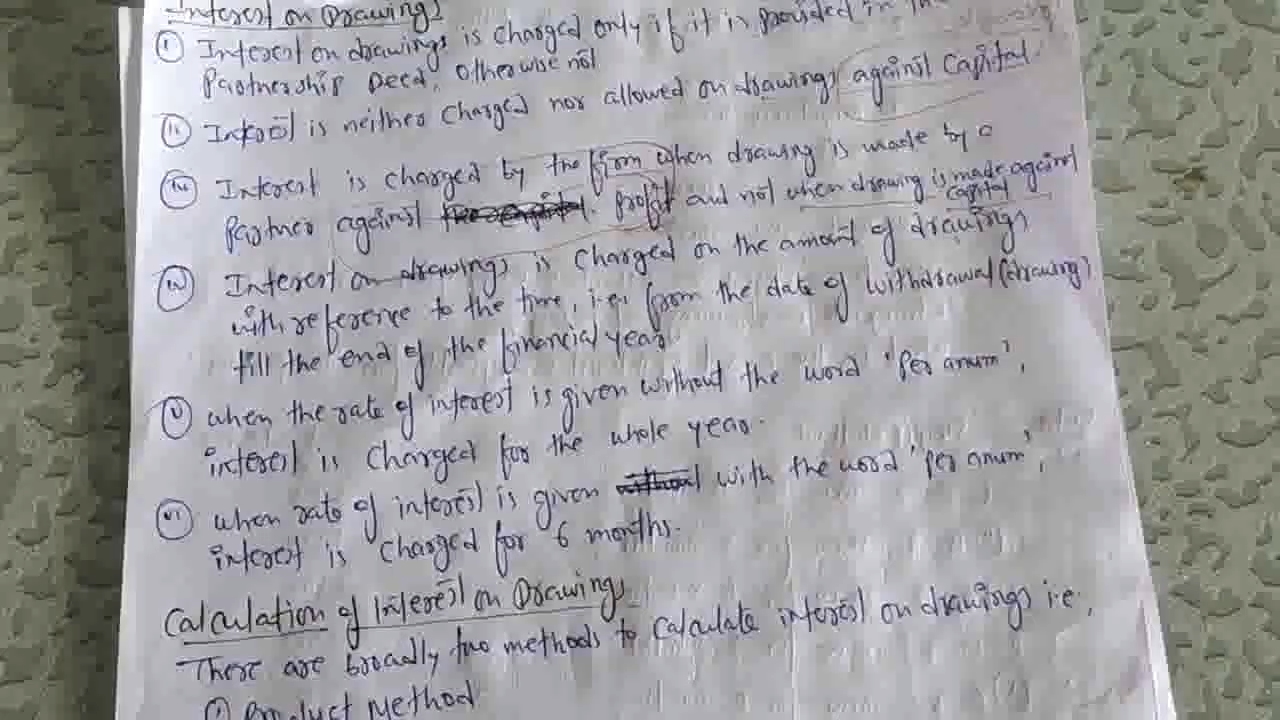 Interest on Drawings
(i) Interest on drawings is charged only if it is provided in the
Partnership Deed, otherwise not
(ii) Interest is neither charged nor allowed on drawings against Capital
(iii) Interest is charged by the firm when drawing is made by a
Partner against profit and not when drawing is made against
capital
(iv) Interest on drawings is charged on the amount of drawings
with reference to the time, i.e. from the date of withdrawal (drawing)
till the end of the financial year.
(v) when the rate of interest is given without the word 'Per anum',
interest is charged for the whole year.
(vi) when rate of interest is given with the word 'per anum',
interest is charged for 6 months.
Calculation of Interest on Drawings
There are broadly two methods to calculate interest on drawings i.e,
(i) Product Method